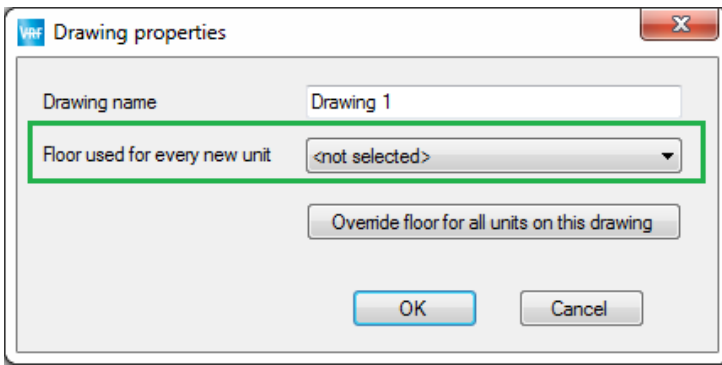 VRF Drawing properties
Drawing name Drawing 1
Floor used for every new unit <not selected>
Override floor for all units on this drawing
OK Cancel